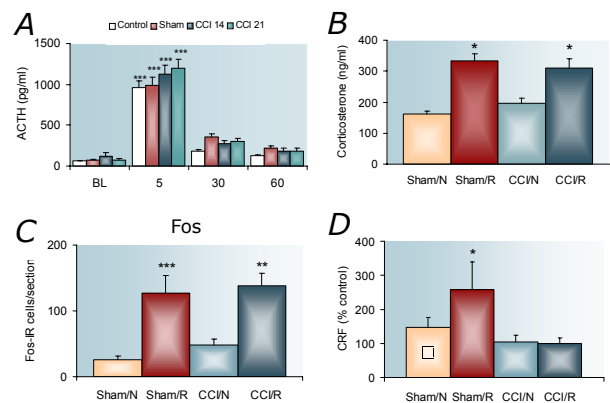 A
Control Sham CCI 14 CCI 21
ACTH (pg/ml)
1500
1000
500
0
*** *** *** ***
BL 5 30 60
B
Corticosterone (ng/ml)
400
300
200
100
0
* *
Sham/N Sham/R CCI/N CCI/R
C
Fos
Fos-IR cells/section
200
100
0
*** **
Sham/N Sham/R CCI/N CCI/R
D
CRF (% control)
400
300
200
100
0
*
Sham/N Sham/R CCI/N CCI/R